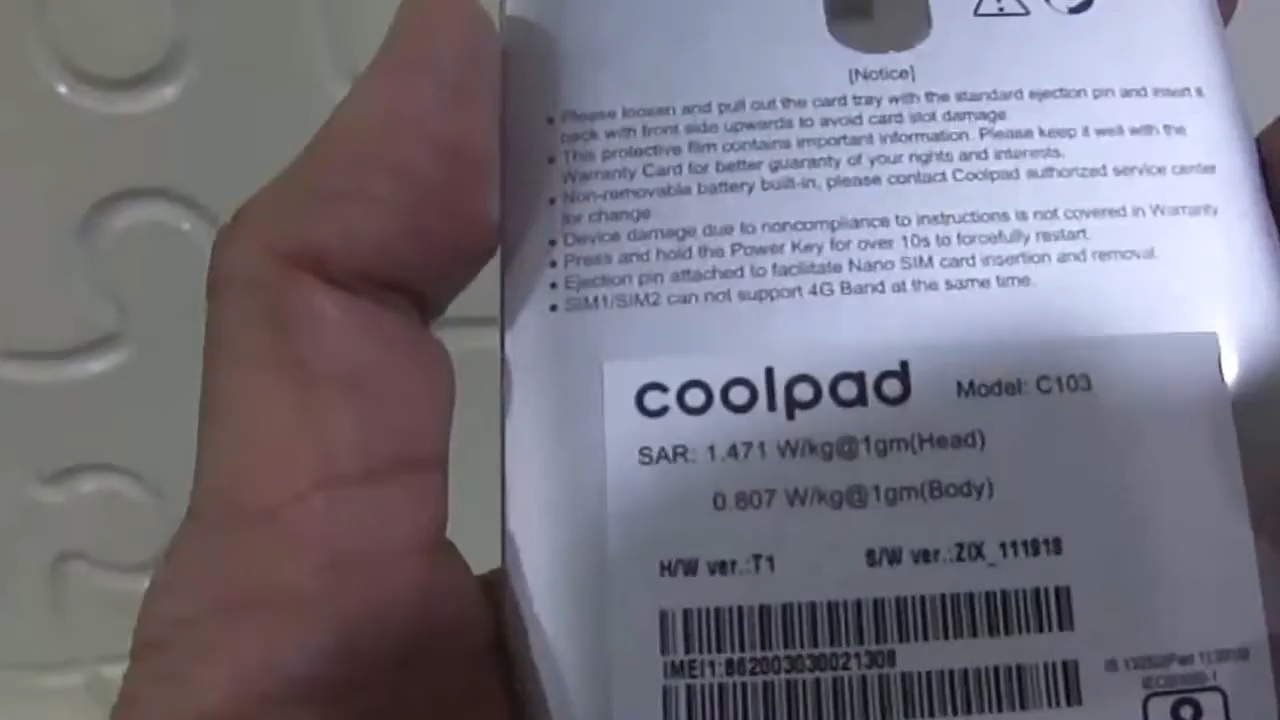 [Notice]
• Please loosen and pull out the card tray with the standard ejection pin and insert it
back with front side upwards to avoid card slot damage
• This protective film contains important information. Please keep it well with the
Warranty Card for better guaranty of your rights and interests.
• Non-removable battery built-in, please contact Coolpad authorized service center
for change
• Device damage due to noncompliance to instructions is not covered in Warranty
• Press and hold the Power Key for over 10s to forcefully restart.
• Ejection pin attached to facilitate Nano SIM card insertion and removal.
• SIM1/SIM2 can not support 4G Band at the same time.
coolpad Model: C103
SAR: 1.471 W/kg@1gm(Head)
0.807 W/kg@1gm(Body)
H/W ver.:T1 S/W ver.:ZIX_111918
IMEI1:862003030021308